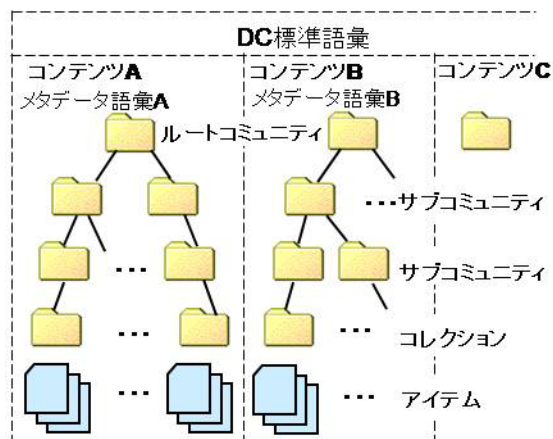 DC標準語彙
コンテンツA
メタデータ語彙A
コンテンツB
メタデータ語彙B
コンテンツC
ルートコミュニティ
･･･サブコミュニティ
･･･
サブコミュニティ
･･･
･･･
コレクション
･･･
･･･
アイテム